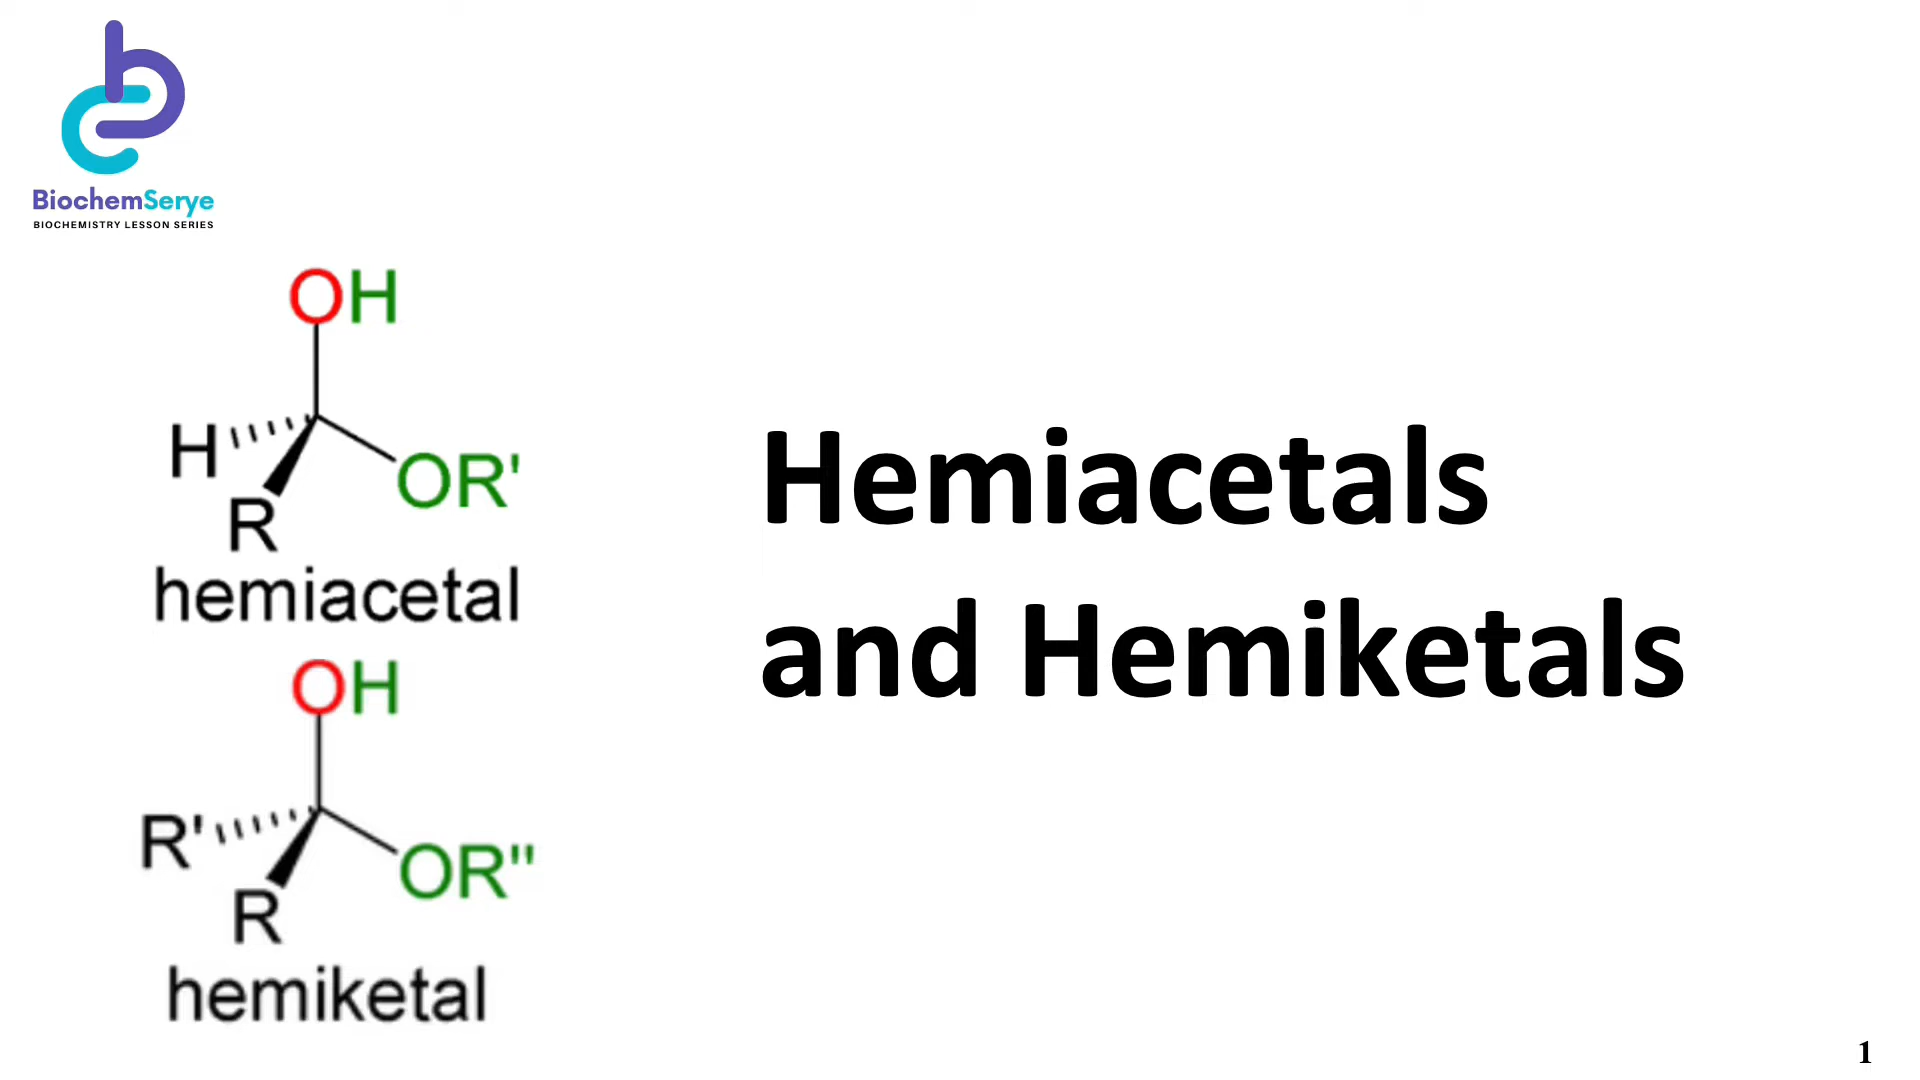 BiochemSerye
BIOCHEMISTRY LESSON SERIES
OH
H
OR'
R
hemiacetal
OH
R'
OR''
R
hemiketal
Hemiacetals
and Hemiketals
1